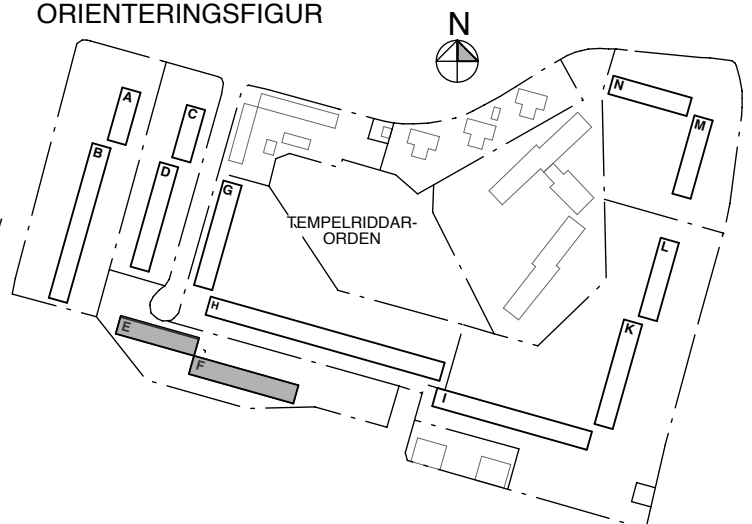 ORIENTERINGSFIGUR
N
A
B
C
D
E
F
G
H
I
K
L
M
N
TEMPELRIDDAR-
ORDEN